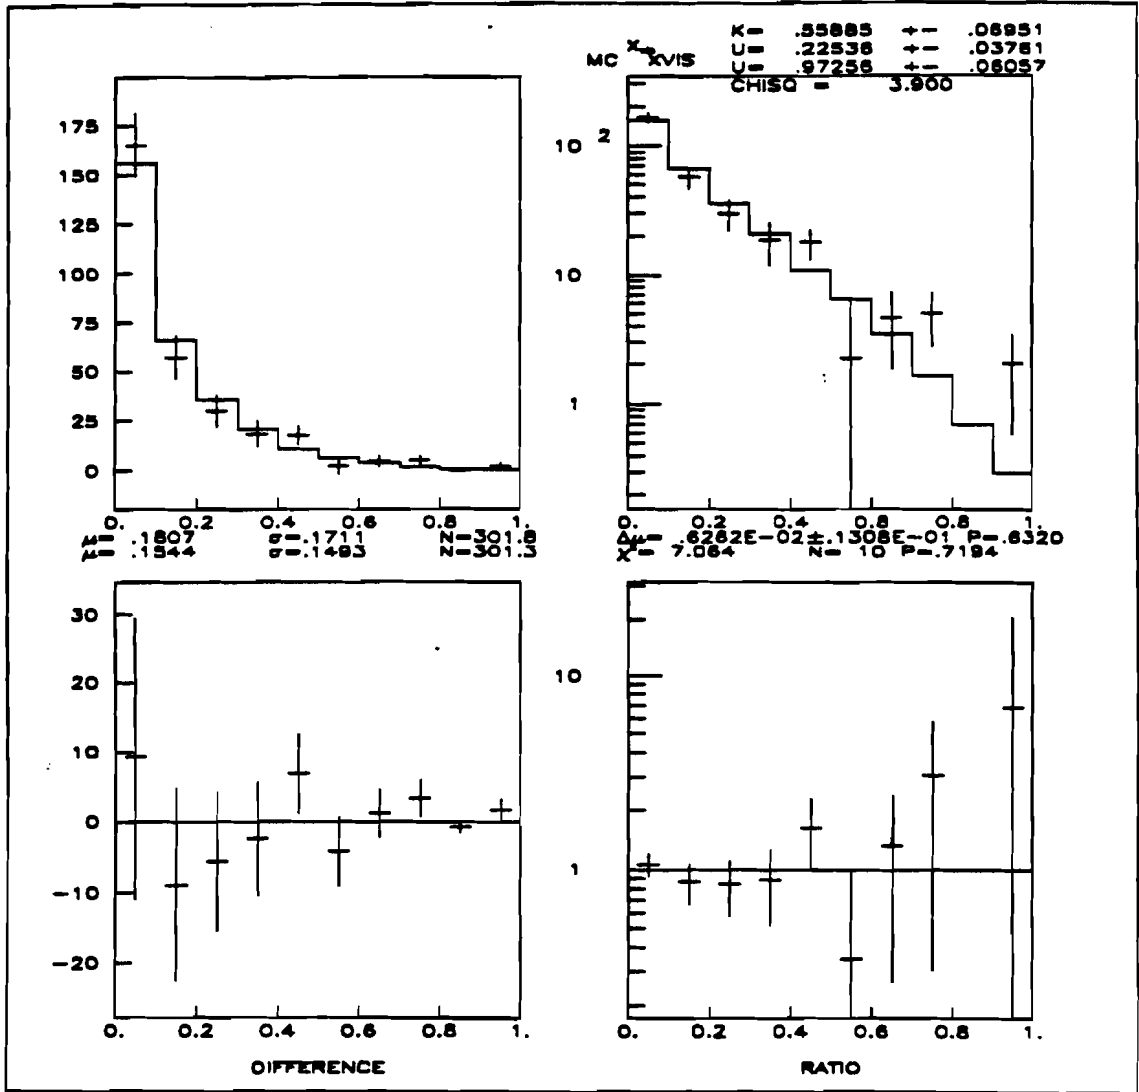 K= .55885 +- .06951
MC X→XVIS U= .22536 +- .03761
U= .97256 +- .06057
CHISQ = 3.900
175
150
125
100
75
50
25
0
0. 0.2 0.4 0.6 0.8 1.
10 2
10
1
0. 0.2 0.4 0.6 0.8 1.
μ= .1607 σ=.1711 N=301.8
μ= .1544 σ=.1493 N=301.3
Δμ= .6262E-02±.1308E-01 P=.6320
χ= 7.064 N= 10 P=.7194
30
20
10
0
-10
-20
0. 0.2 0.4 0.6 0.8 1.
DIFFERENCE
10
1
0. 0.2 0.4 0.6 0.8 1.
RATIO